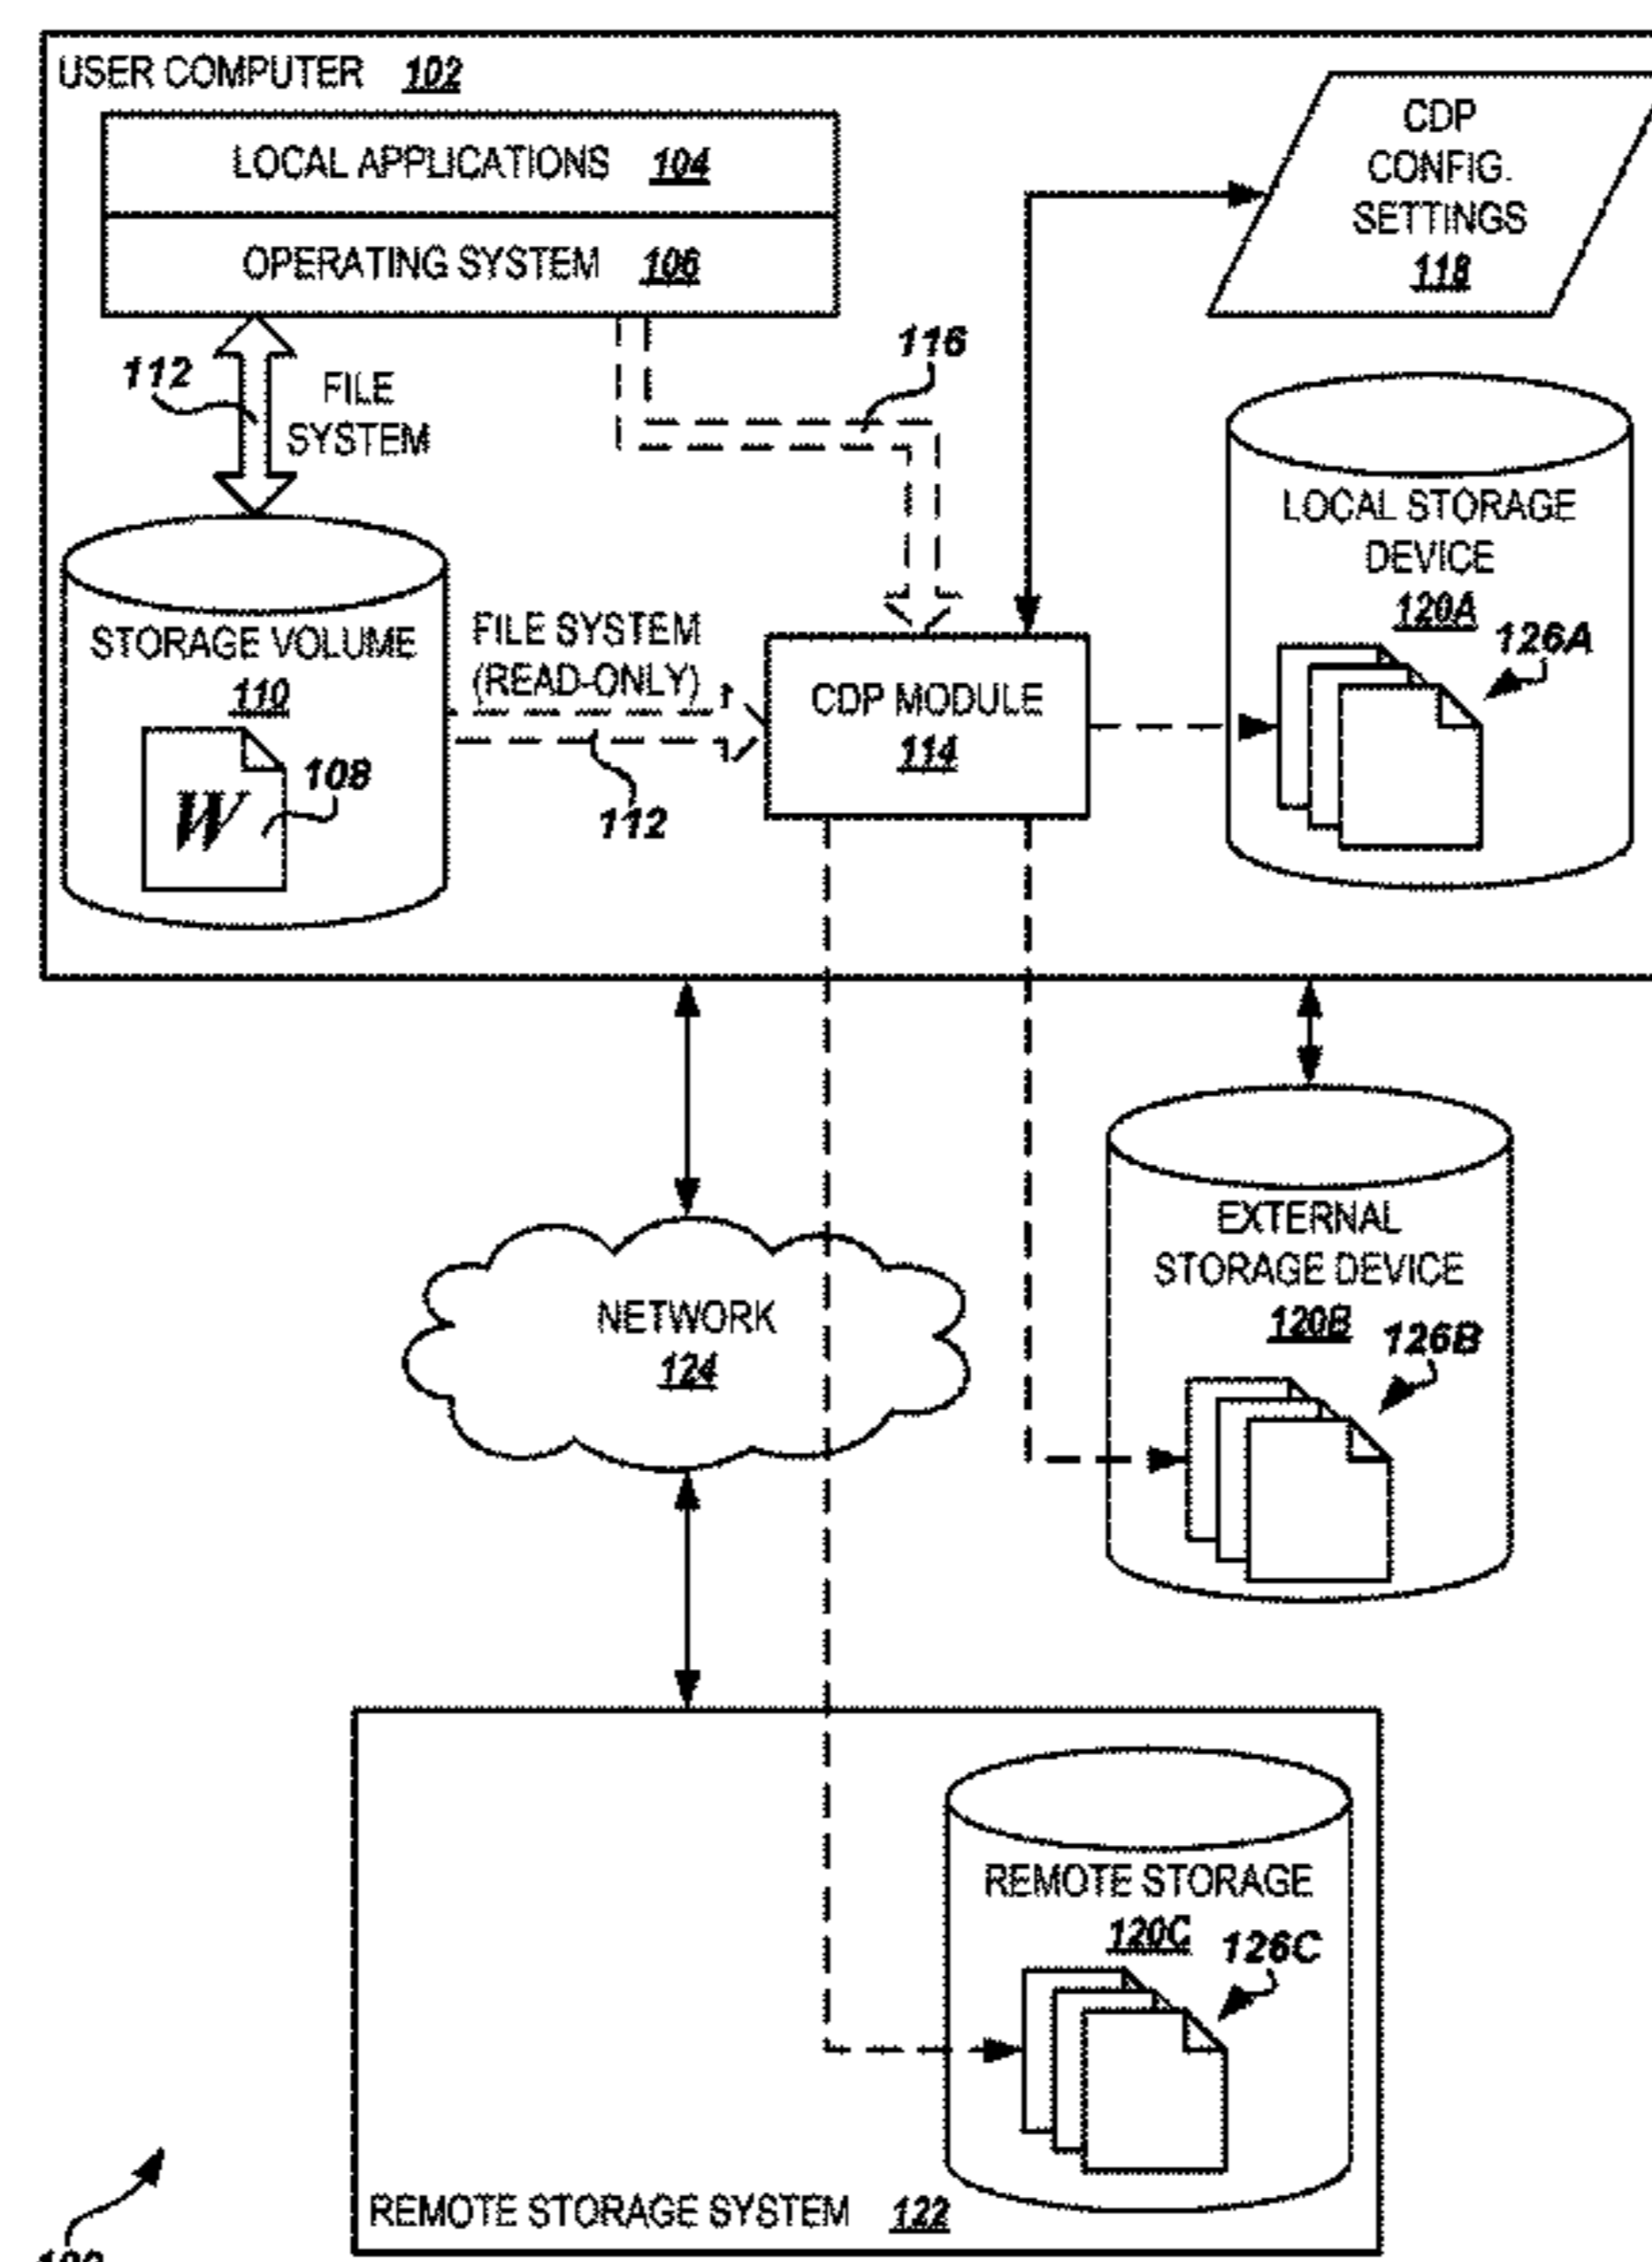 USER COMPUTER 102
LOCAL APPLICATIONS 104
OPERATING SYSTEM 106
CDP
CONFIG.
SETTINGS
118
112
FILE
SYSTEM
116
LOCAL STORAGE
DEVICE
120A
126A
STORAGE VOLUME
110
W
108
FILE SYSTEM
(READ-ONLY)
112
CDP MODULE
114
NETWORK
124
EXTERNAL
STORAGE DEVICE
120B
126B
REMOTE STORAGE
120C
126C
REMOTE STORAGE SYSTEM 122